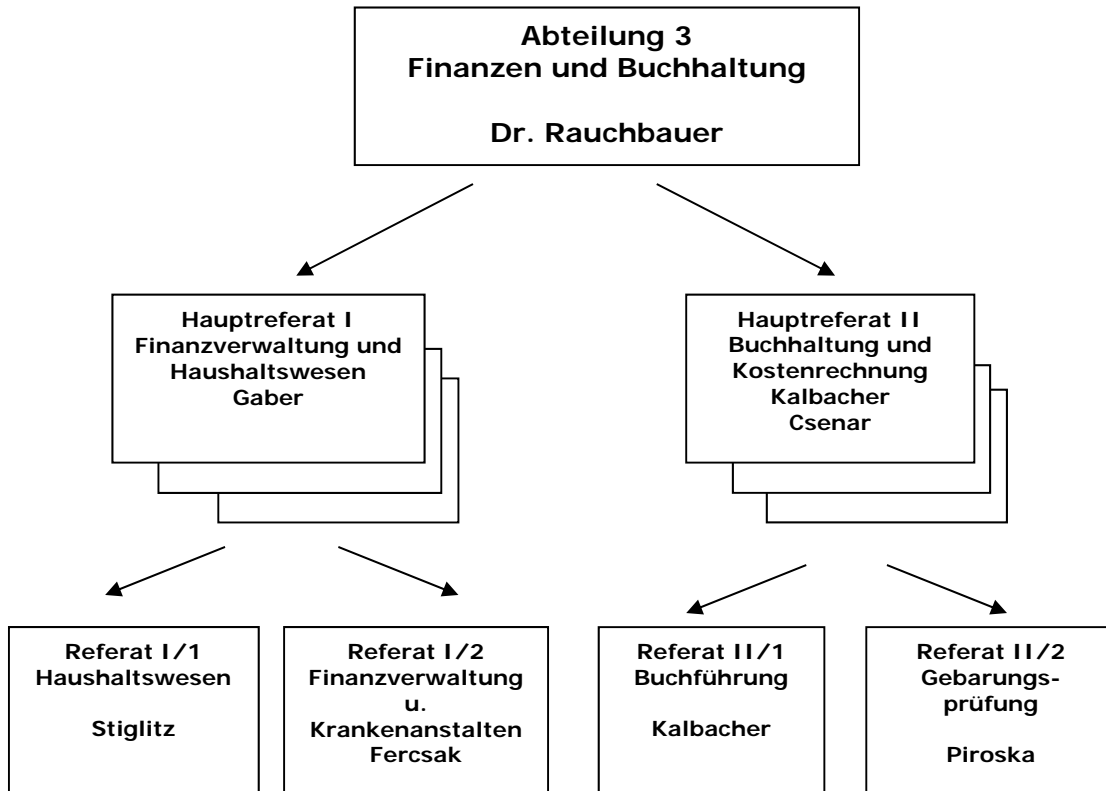 Abteilung 3
Finanzen und Buchhaltung
Dr. Rauchbauer
Hauptreferat I
Finanzverwaltung und
Haushaltswesen
Gaber
Hauptreferat II
Buchhaltung und
Kostenrechnung
Kalbacher
Csenar
Referat I/1
Haushaltswesen
Stiglitz
Referat I/2
Finanzverwaltung
u.
Krankenanstalten
Fercsak
Referat II/1
Buchführung
Kalbacher
Referat II/2
Gebarungs-
prüfung
Piroska